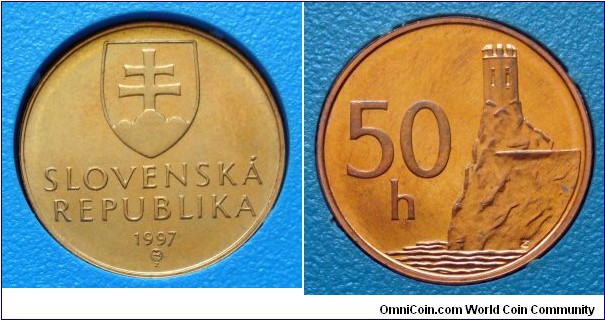 SLOVENSKÁ
REPUBLIKA
1997
50
h
Z
OmniCoin.com World Coin Community